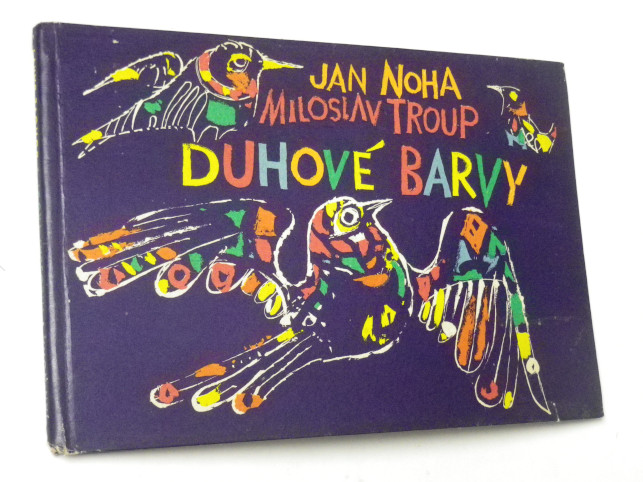 JAN NOHA
MILOSLAV TROUP
DUHOVÉ BARVY